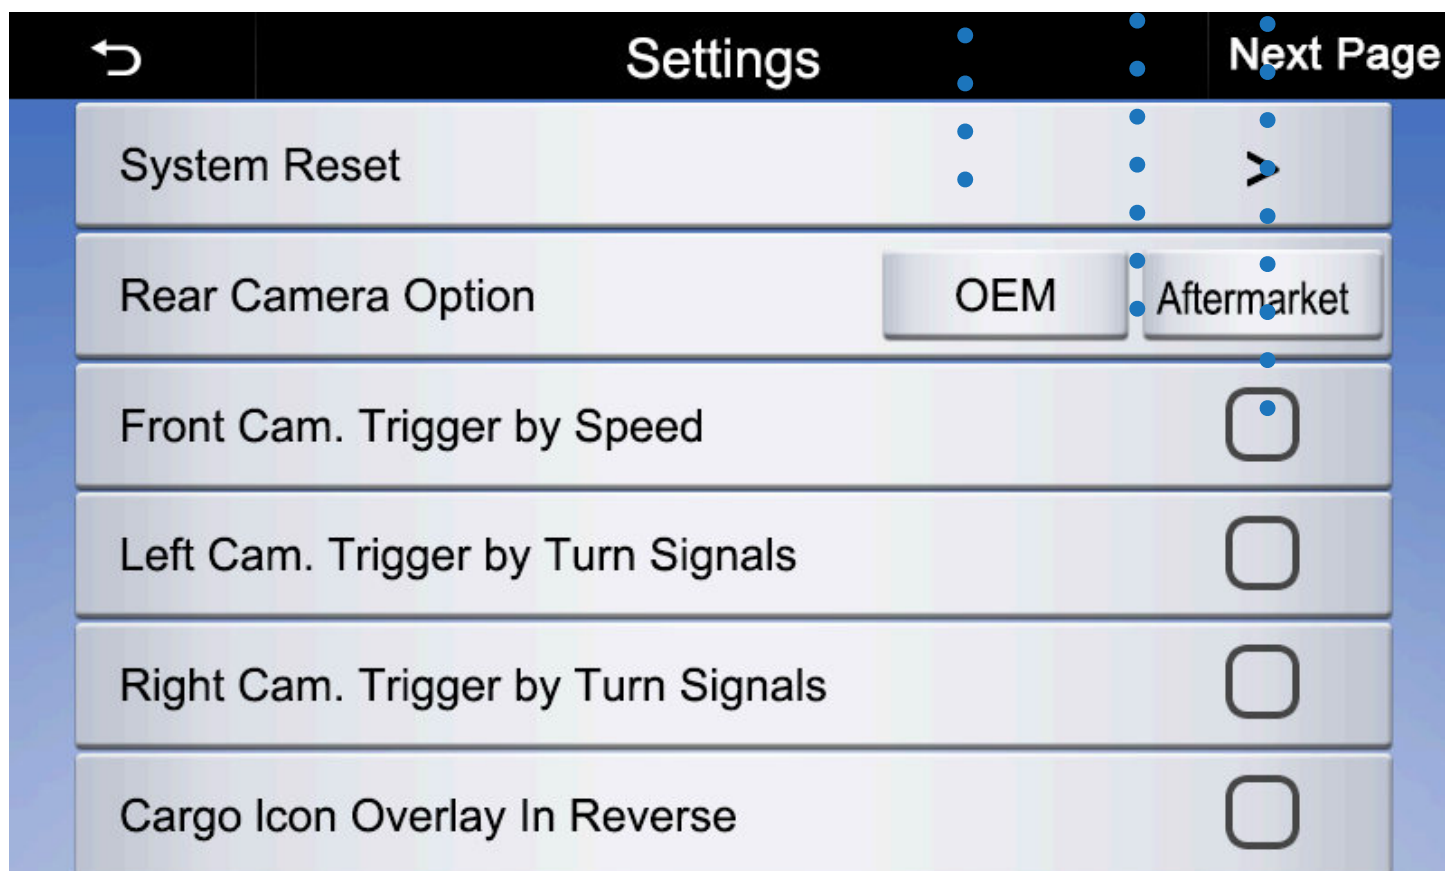 Settings
Next Page
System Reset >
Rear Camera Option OEM Aftermarket
Front Cam. Trigger by Speed
Left Cam. Trigger by Turn Signals
Right Cam. Trigger by Turn Signals
Cargo Icon Overlay In Reverse